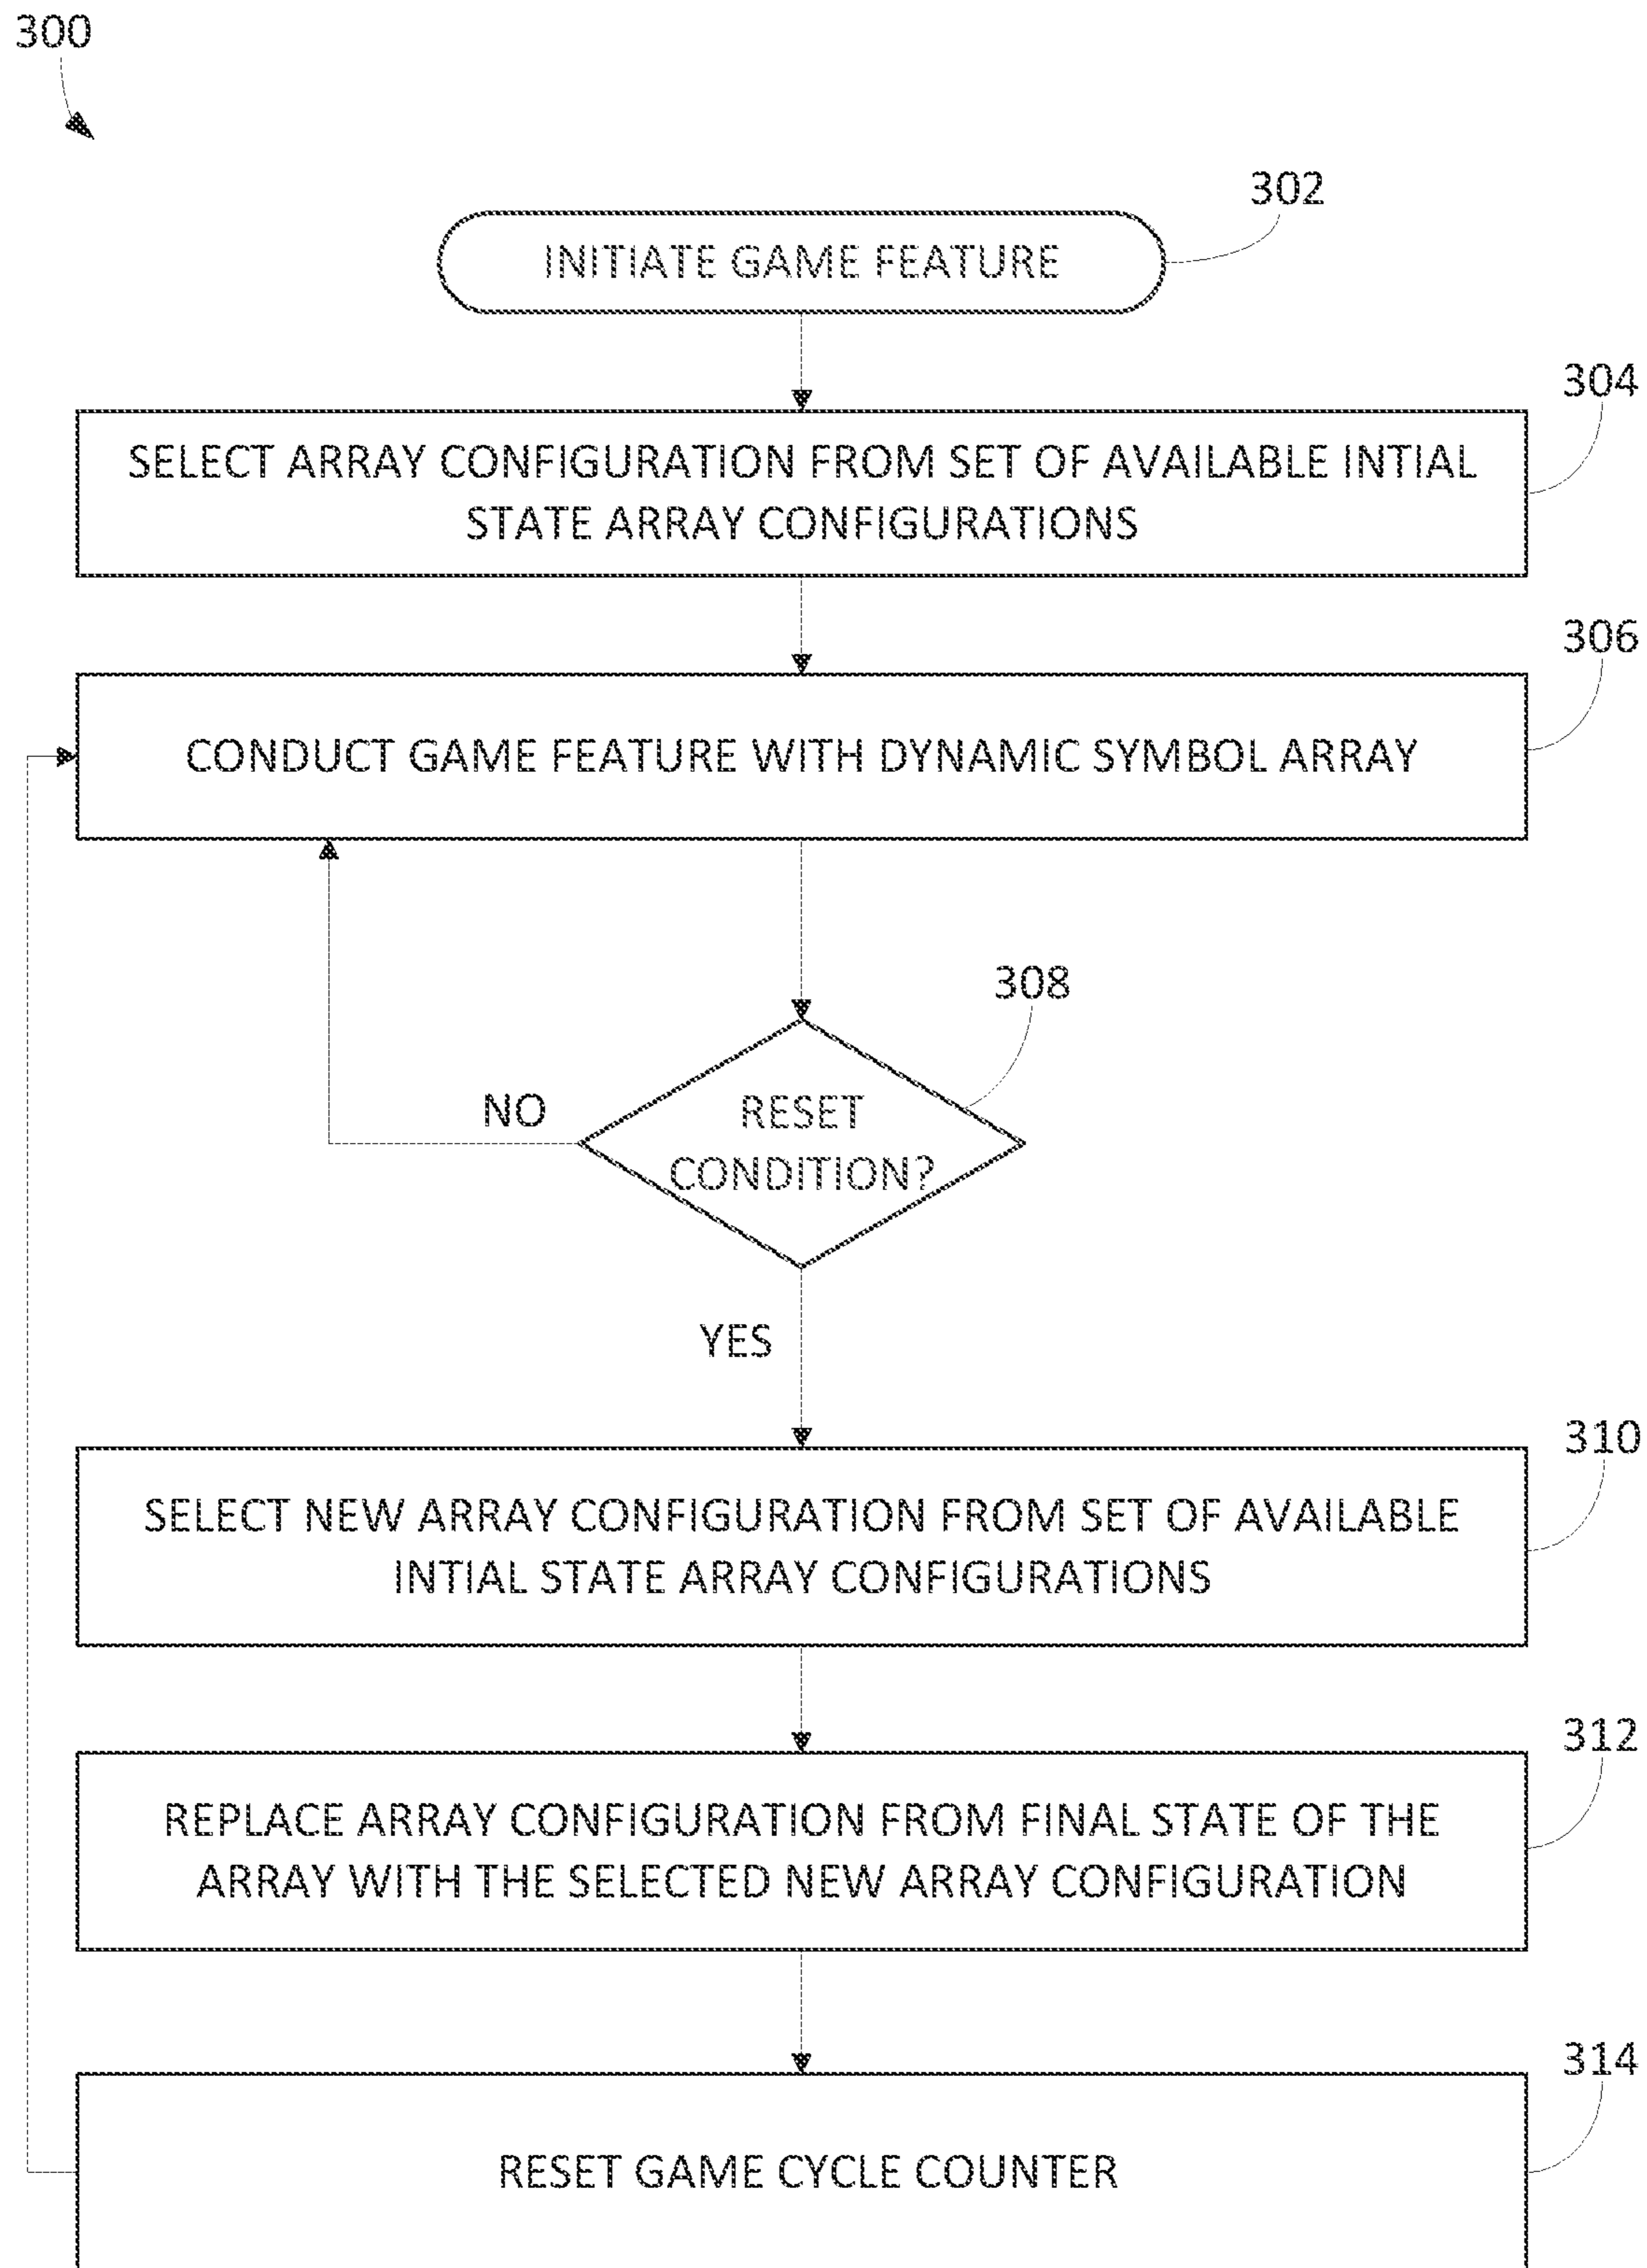 300
302
INITIATE GAME FEATURE
304
SELECT ARRAY CONFIGURATION FROM SET OF AVAILABLE INTIAL
STATE ARRAY CONFIGURATIONS
306
CONDUCT GAME FEATURE WITH DYNAMIC SYMBOL ARRAY
308
NO
RESET
CONDITION?
YES
310
SELECT NEW ARRAY CONFIGURATION FROM SET OF AVAILABLE
INTIAL STATE ARRAY CONFIGURATIONS
312
REPLACE ARRAY CONFIGURATION FROM FINAL STATE OF THE
ARRAY WITH THE SELECTED NEW ARRAY CONFIGURATION
314
RESET GAME CYCLE COUNTER